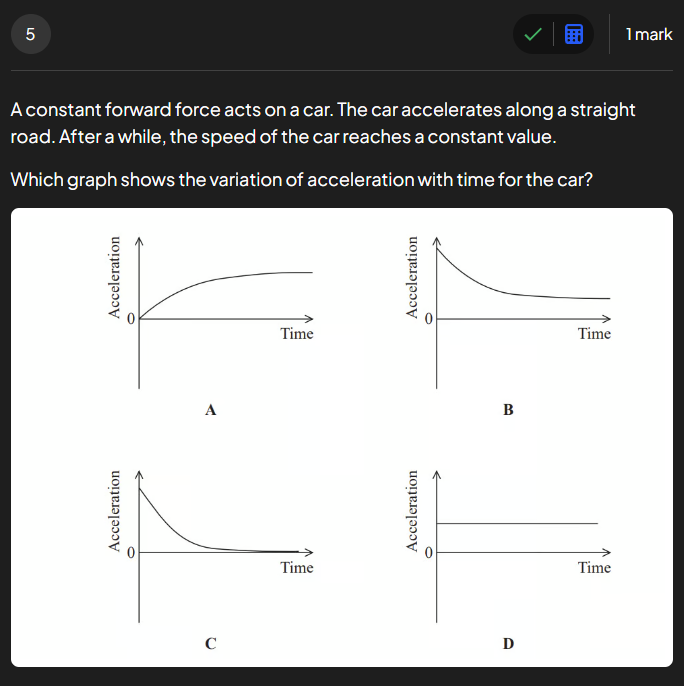 5
1 mark
A constant forward force acts on a car. The car accelerates along a straight
road. After a while, the speed of the car reaches a constant value.
Which graph shows the variation of acceleration with time for the car?
Acceleration
0
Time
A
Acceleration
0
Time
B
Acceleration
0
Time
C
Acceleration
0
Time
D